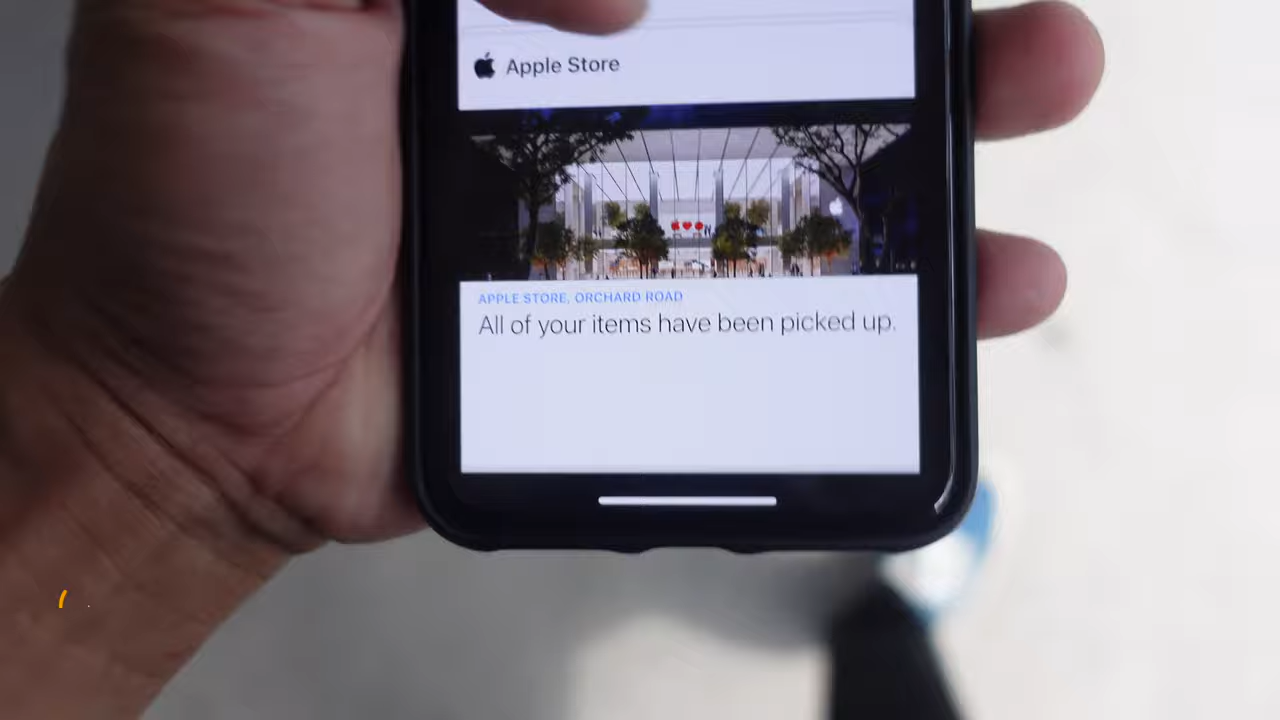 Apple Store
APPLE STORE, ORCHARD ROAD
All of your items have been picked up.